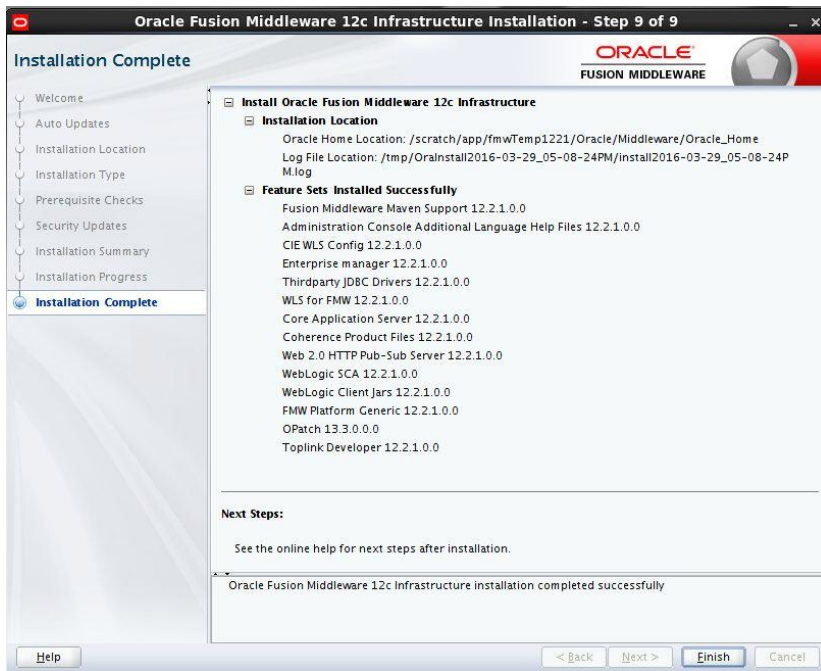 Oracle Fusion Middleware 12c Infrastructure Installation - Step 9 of 9
Installation Complete
ORACLE
FUSION MIDDLEWARE
Welcome
Auto Updates
Installation Location
Installation Type
Prerequisite Checks
Security Updates
Installation Summary
Installation Progress
Installation Complete
Install Oracle Fusion Middleware 12c Infrastructure
Installation Location
Oracle Home Location: /scratch/app/fmwTemp1221/Oracle/Middleware/Oracle_Home
Log File Location: /tmp/OraInstall2016-03-29_05-08-24PM/install2016-03-29_05-08-24P
M.log
Feature Sets Installed Successfully
Fusion Middleware Maven Support 12.2.1.0.0
Administration Console Additional Language Help Files 12.2.1.0.0
CIE WLS Config 12.2.1.0.0
Enterprise manager 12.2.1.0.0
Thirdparty JDBC Drivers 12.2.1.0.0
WLS for FMW 12.2.1.0.0
Core Application Server 12.2.1.0.0
Coherence Product Files 12.2.1.0.0
Web 2.0 HTTP Pub-Sub Server 12.2.1.0.0
WebLogic SCA 12.2.1.0.0
WebLogic Client Jars 12.2.1.0.0
FMW Platform Generic 12.2.1.0.0
OPatch 13.3.0.0.0
Toplink Developer 12.2.1.0.0
Next Steps:
See the online help for next steps after installation.
Oracle Fusion Middleware 12c Infrastructure installation completed successfully
Help
< Back
Next >
Finish
Cancel